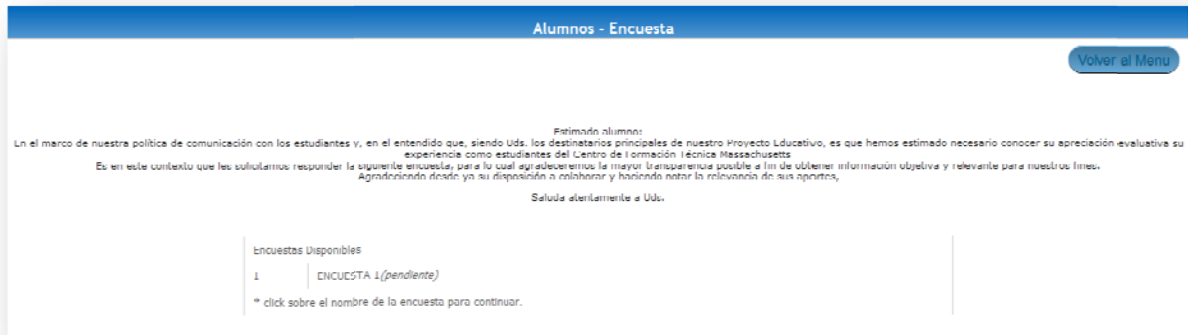 Alumnos - Encuesta
Volver al Menu
Estimado alumno:
En el marco de nuestra política de comunicación con los estudiantes y, en el entendido que, siendo Uds. los destinatarios principales de nuestro Proyecto Educativo, es que hemos estimado necesario conocer su apreciación evaluativa su
experiencia como estudiantes del Centro de Formación Técnica Massachusetts
Es en este contexto que les solicitamos responder la siguiente encuesta, para lo cual agradeceremos la mayor transparencia posible a fin de obtener información objetiva y relevante para nuestros fines.
Agradeciendo desde ya su disposición a colaborar y haciendo notar la relevancia de sus aportes,
Saluda atentamente a Uds.
Encuestas Disponibles
1 ENCUESTA 1(pendiente)
* click sobre el nombre de la encuesta para continuar.